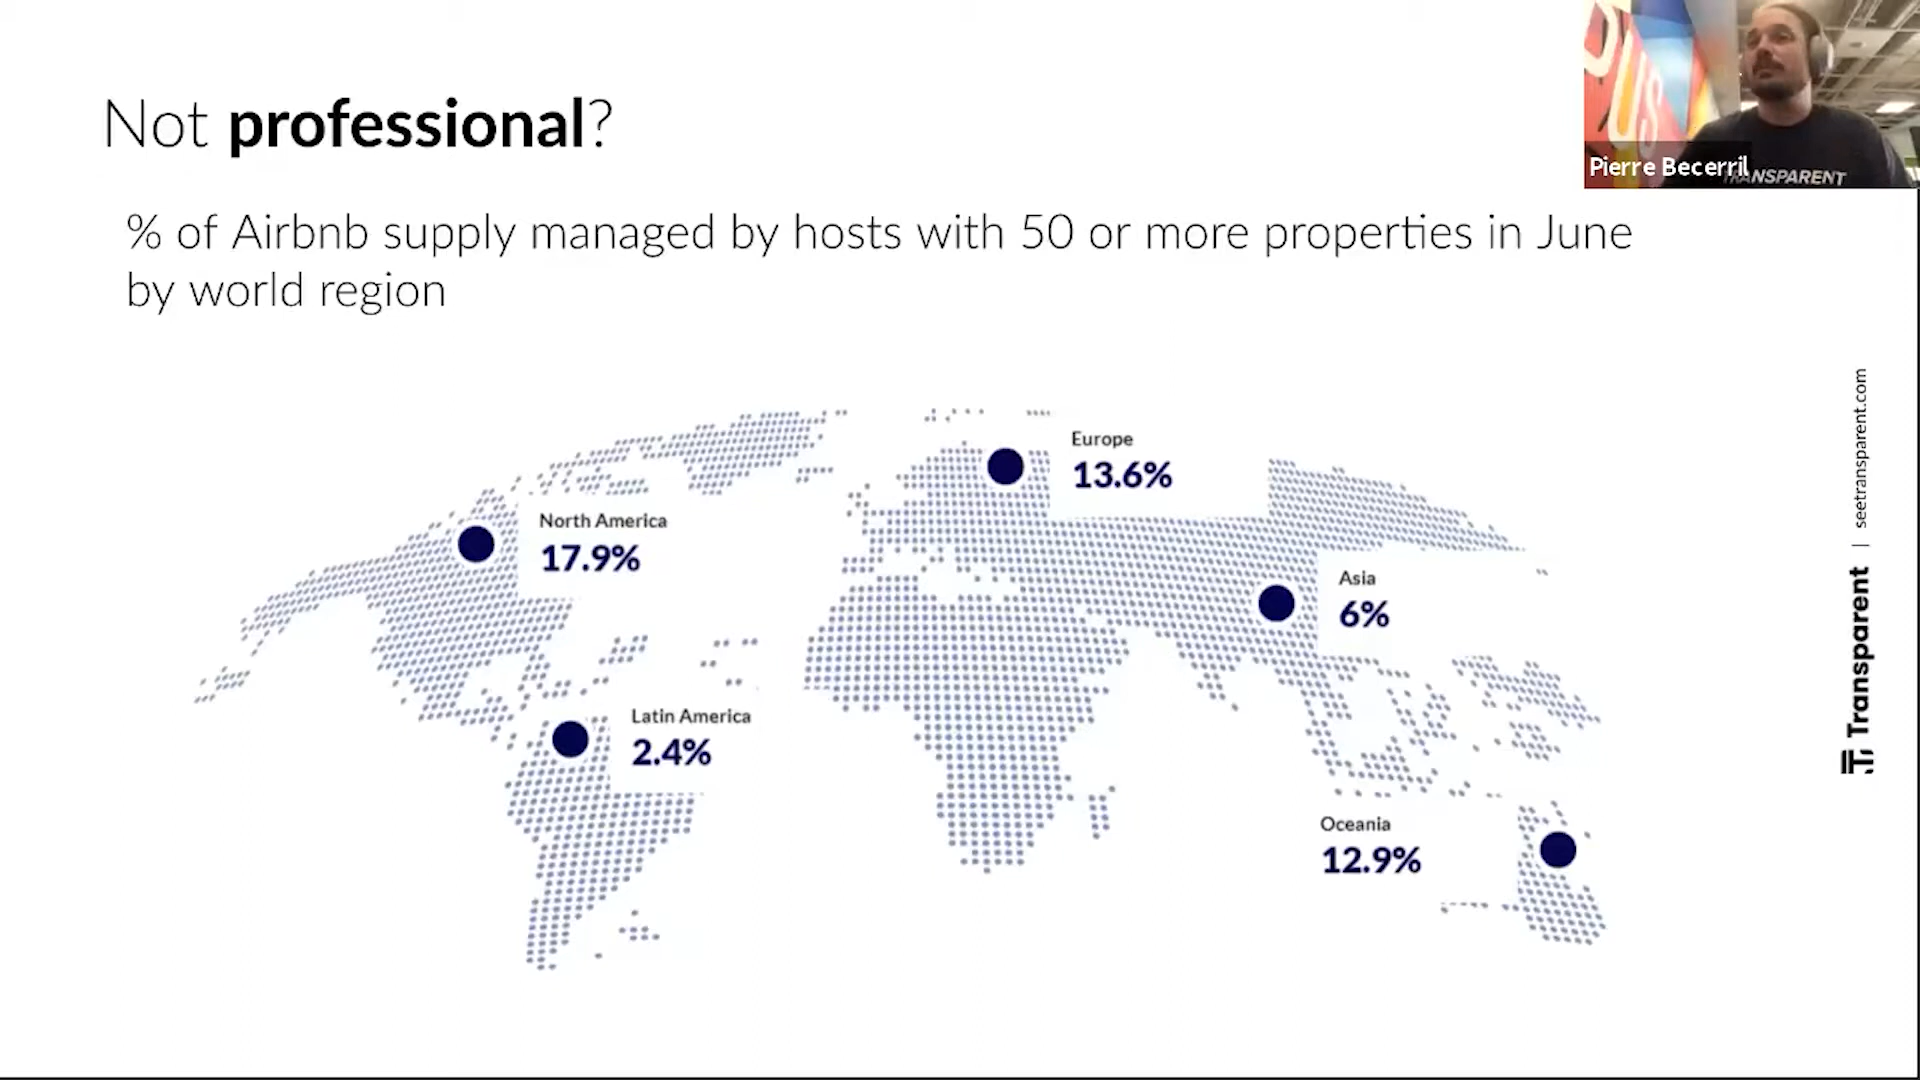 Not professional?
% of Airbnb supply managed by hosts with 50 or more properties in June
by world region
Pierre Becerril
TRANSPARENT
Europe
13.6%
North America
17.9%
Asia
6%
Latin America
2.4%
Oceania
12.9%
Transparent | seetransparent.com